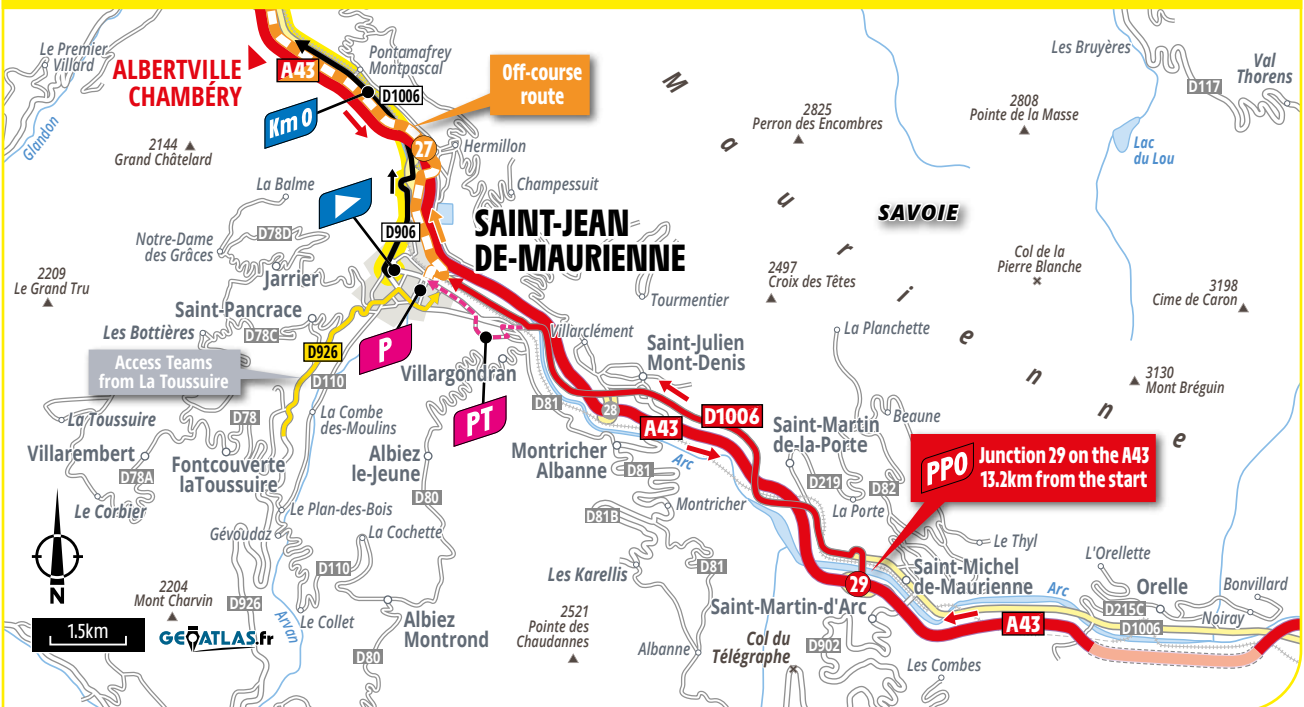 Le Premier
Villard
Pontamafrey
Montpascal
ALBERTVILLE
CHAMBÉRY
A43
D1006
Off-course
route
Km 0
Glandon
2144
Grand Châtelard
27
Hermillon
La Balme
Champessuit
D906
SAINT-JEAN
DE-MAURIENNE
D78D
Notre-Dame
des Grâces
Jarrier
2209
Le Grand Tru
Saint-Pancrace
Les Bottières
D78C
D926
P
Access Teams
from La Toussuire
D110
Villargondran
PT
La Toussuire
D78
La Combe
des-Moulins
Villarembert
D78A
Fontcouverte
laToussuire
Albiez
le-Jeune
Le Corbier
Le Plan-des-Bois
D80
Gévoudaz
La Cochette
D110
N
2204
Mont Charvin
D926
Arvan
Le Collet
Albiez
Montrond
D80
1.5km
GEOATLAS.fr
Maurienne
2825
Perron des Encombres
Les Bruyères
2808
Pointe de la Masse
D117
Val
Thorens
Lac
du Lou
SAVOIE
2497
Croix des Têtes
Col de la
Pierre Blanche
3198
Cime de Caron
Tourmentier
Villarclément
La Planchette
Saint-Julien
Mont-Denis
3130
Mont Bréguin
D81
28
A43
D1006
Beaune
Saint-Martin
de-la-Porte
Montricher
Albanne
D81
Arc
D219
D82
PPO
Junction 29 on the A43
13.2km from the start
Montricher
La Porte
D81B
Le Thyl
D81
Les Karellis
29
Saint-Michel
de-Maurienne
Arc
L'Orellette
Orelle
Bonvillard
Saint-Martin-d'Arc
D215C
Noiray
A43
D1006
2521
Pointe des
Chaudannes
Albanne
Col du
Télégraphe
D902
Les Combes